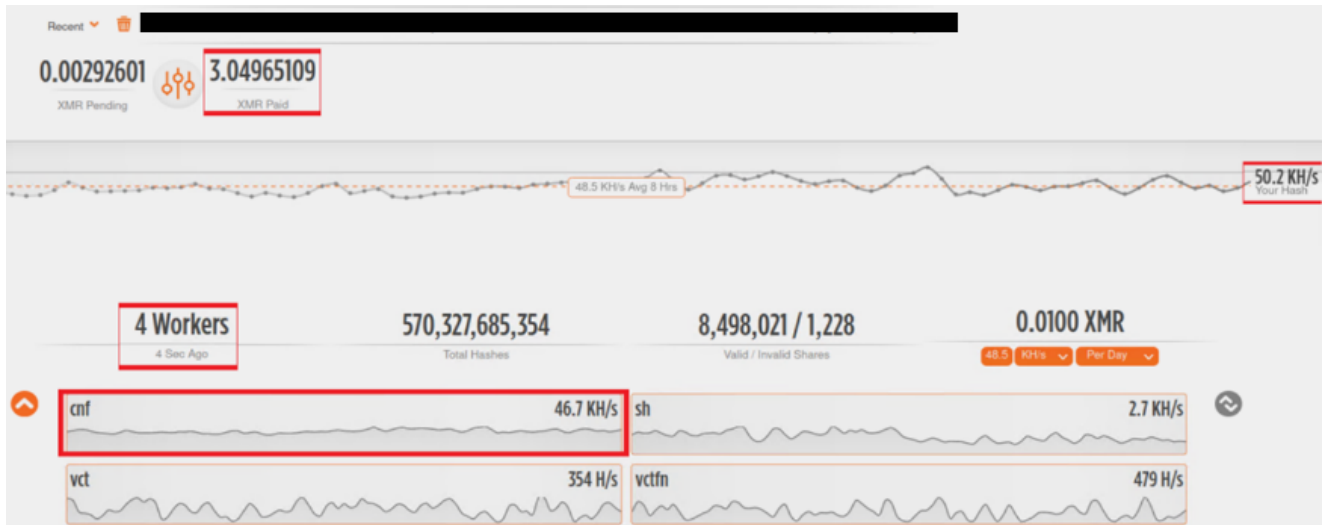 Recent
0.00292601
XMR Pending
3.04965109
XMR Paid
48.5 KH/s Avg 8 Hrs
50.2 KH/s
Your Hash
4 Workers
4 Sec Ago
570,327,685,354
Total Hashes
8,498,021 / 1,228
Valid / Invalid Shares
0.0100 XMR
48.5 KH/s Per Day
cnf 46.7 KH/s
sh 2.7 KH/s
vct 354 H/s
vctfn 479 H/s